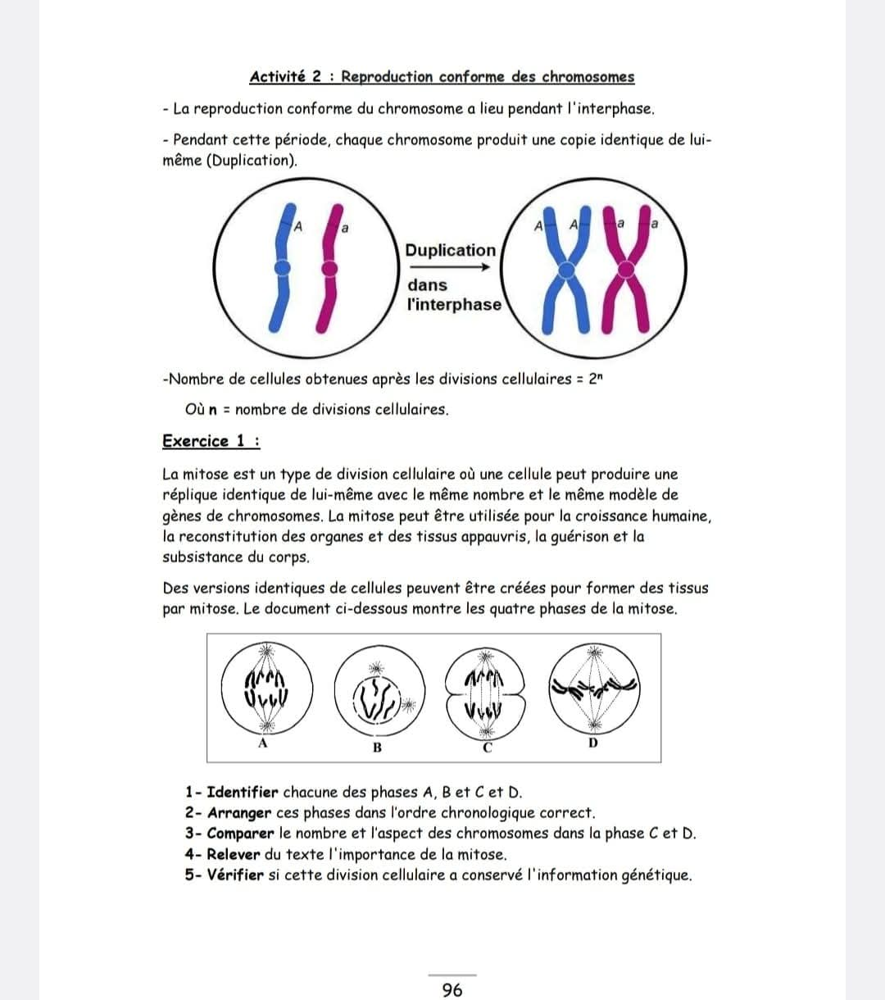 Activité 2 : Reproduction conforme des chromosomes
- La reproduction conforme du chromosome a lieu pendant l'interphase.
- Pendant cette période, chaque chromosome produit une copie identique de lui-
même (Duplication).
A a A A a a
Duplication
dans
l'interphase
-Nombre de cellules obtenues après les divisions cellulaires = 2ⁿ
Où n = nombre de divisions cellulaires.
Exercice 1 :
La mitose est un type de division cellulaire où une cellule peut produire une
réplique identique de lui-même avec le même nombre et le même modèle de
gènes de chromosomes. La mitose peut être utilisée pour la croissance humaine,
la reconstitution des organes et des tissus appauvris, la guérison et la
subsistance du corps.
Des versions identiques de cellules peuvent être créées pour former des tissus
par mitose. Le document ci-dessous montre les quatre phases de la mitose.
A B C D
1- Identifier chacune des phases A, B et C et D.
2- Arranger ces phases dans l'ordre chronologique correct.
3- Comparer le nombre et l'aspect des chromosomes dans la phase C et D.
4- Relever du texte l'importance de la mitose.
5- Vérifier si cette division cellulaire a conservé l'information génétique.
96